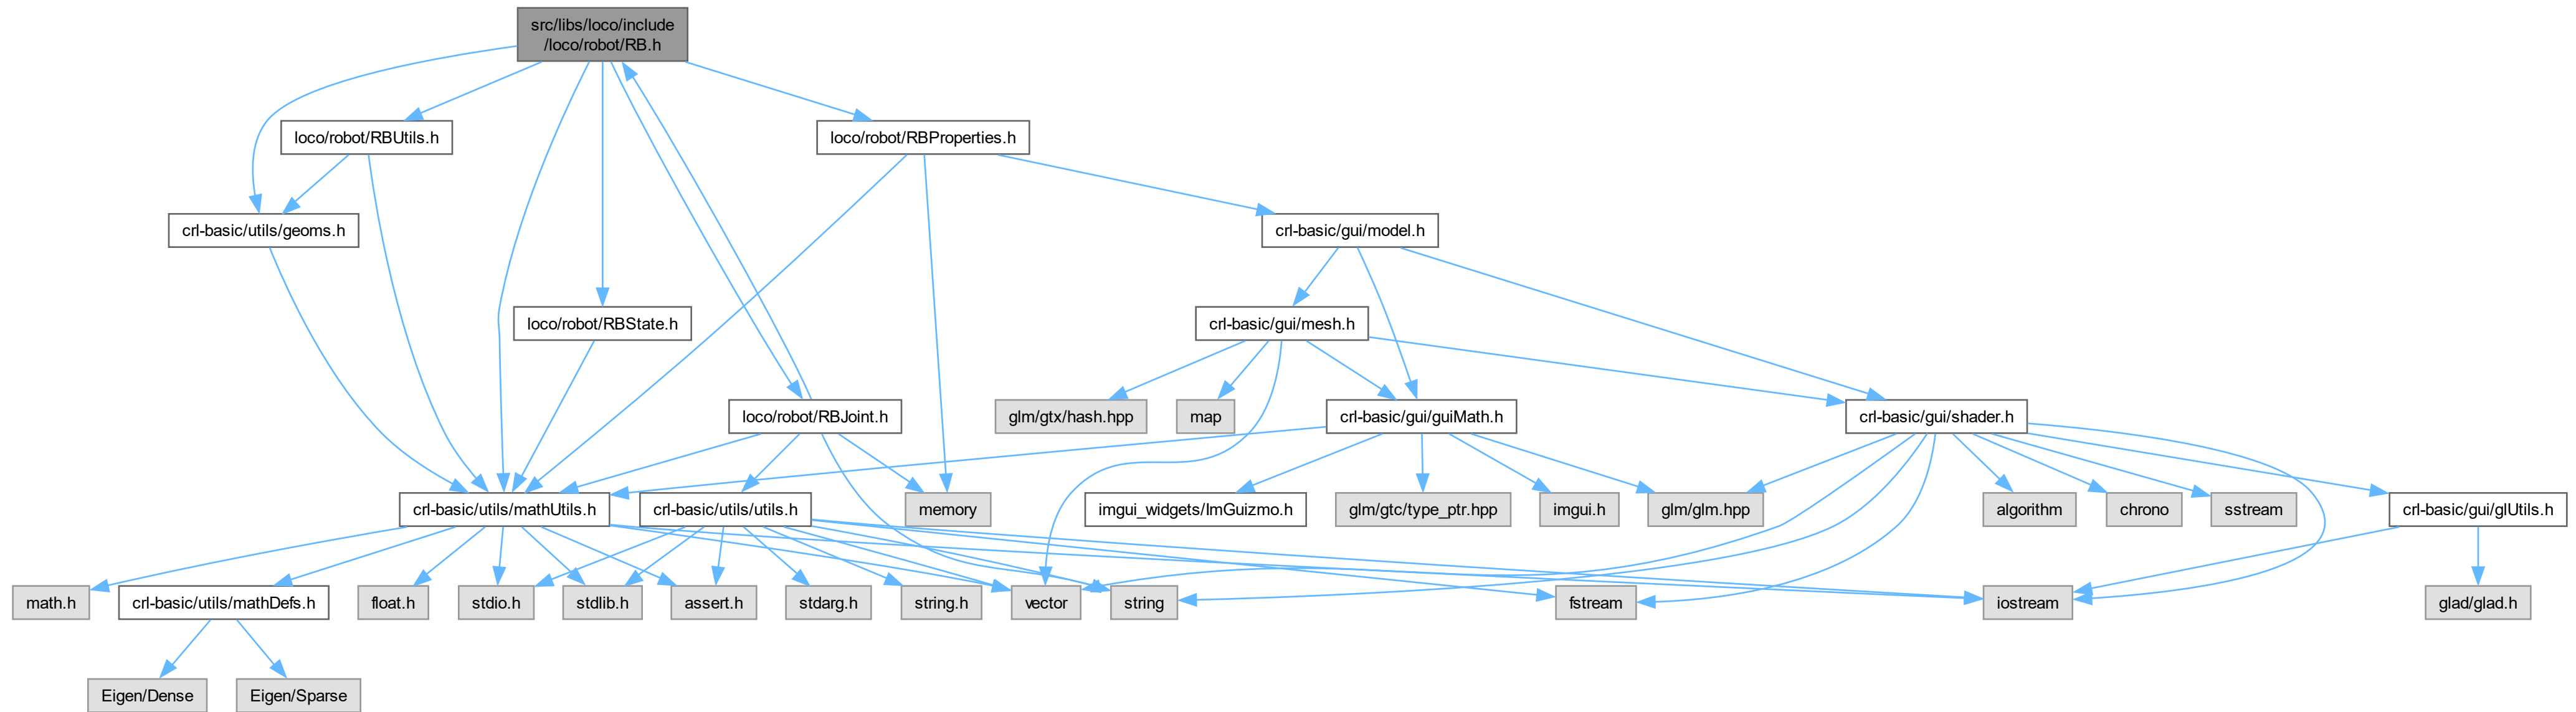 src/libs/loco/include
/loco/robot/RB.h
loco/robot/RBUtils.h
loco/robot/RBProperties.h
crl-basic/utils/geoms.h
crl-basic/gui/model.h
loco/robot/RBState.h
crl-basic/gui/mesh.h
loco/robot/RBJoint.h
glm/gtx/hash.hpp
map
crl-basic/gui/guiMath.h
crl-basic/gui/shader.h
crl-basic/utils/mathUtils.h
crl-basic/utils/utils.h
memory
imgui_widgets/ImGuizmo.h
glm/gtc/type_ptr.hpp
imgui.h
glm/glm.hpp
algorithm
chrono
sstream
crl-basic/gui/glUtils.h
math.h
crl-basic/utils/mathDefs.h
float.h
stdio.h
stdlib.h
assert.h
stdarg.h
string.h
vector
string
fstream
iostream
glad/glad.h
Eigen/Dense
Eigen/Sparse